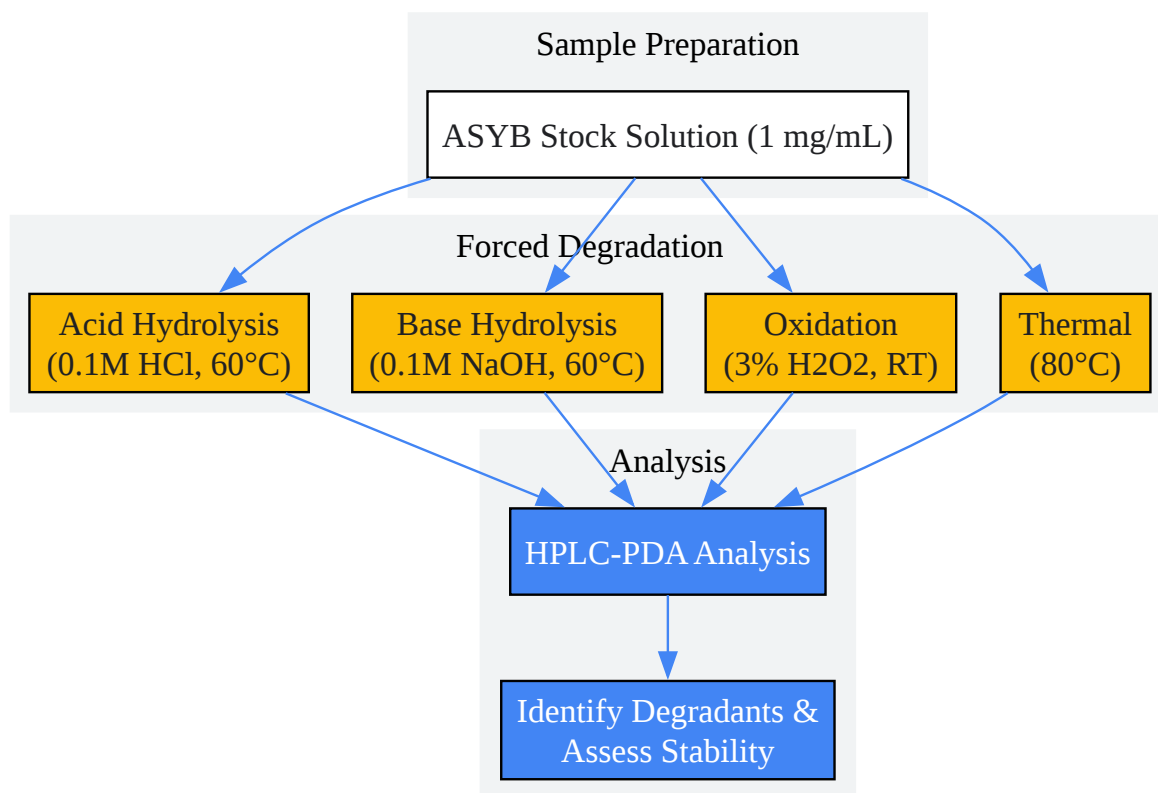 Sample Preparation
ASYB Stock Solution (1 mg/mL)
Forced Degradation
Acid Hydrolysis
(0.1M HCl, 60°C)
Base Hydrolysis
(0.1M NaOH, 60°C)
Oxidation
(3% H2O2, RT)
Thermal
(80°C)
Analysis
HPLC-PDA Analysis
Identify Degradants &
Assess Stability